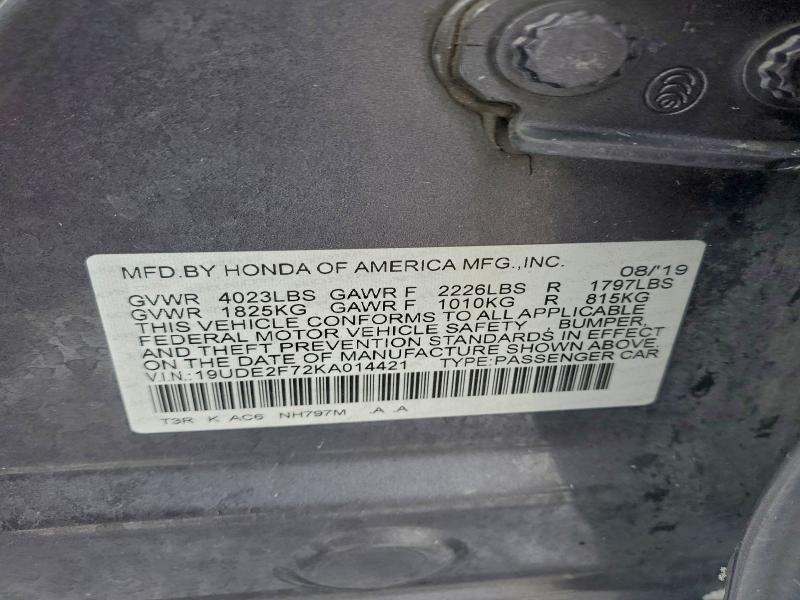 MFD.BY HONDA OF AMERICA MFG.,INC. 08/'19
GVWR 4023LBS GAWR F 2226LBS R 1797LBS
GVWR 1825KG GAWR F 1010KG R 815KG
THIS VEHICLE CONFORMS TO ALL APPLICABLE
FEDERAL MOTOR VEHICLE SAFETY , BUMPER,
AND THEFT PREVENTION STANDARDS IN EFFECT
ON THE DATE OF MANUFACTURE SHOWN ABOVE.
V.I.N.:19UDE2F72KA014421 TYPE:PASSENGER CAR
T3R K AC6 NH797M .A .A